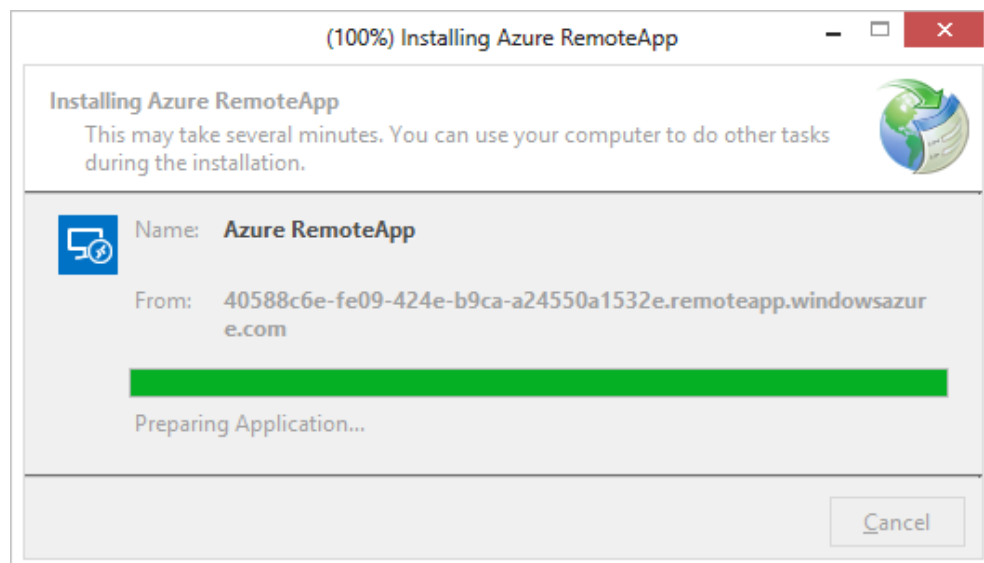 (100%) Installing Azure RemoteApp
Installing Azure RemoteApp
This may take several minutes. You can use your computer to do other tasks
during the installation.
Name: Azure RemoteApp
From: 40588c6e-fe09-424e-b9ca-a24550a1532e.remoteapp.windowsazur
e.com
Preparing Application...
Cancel